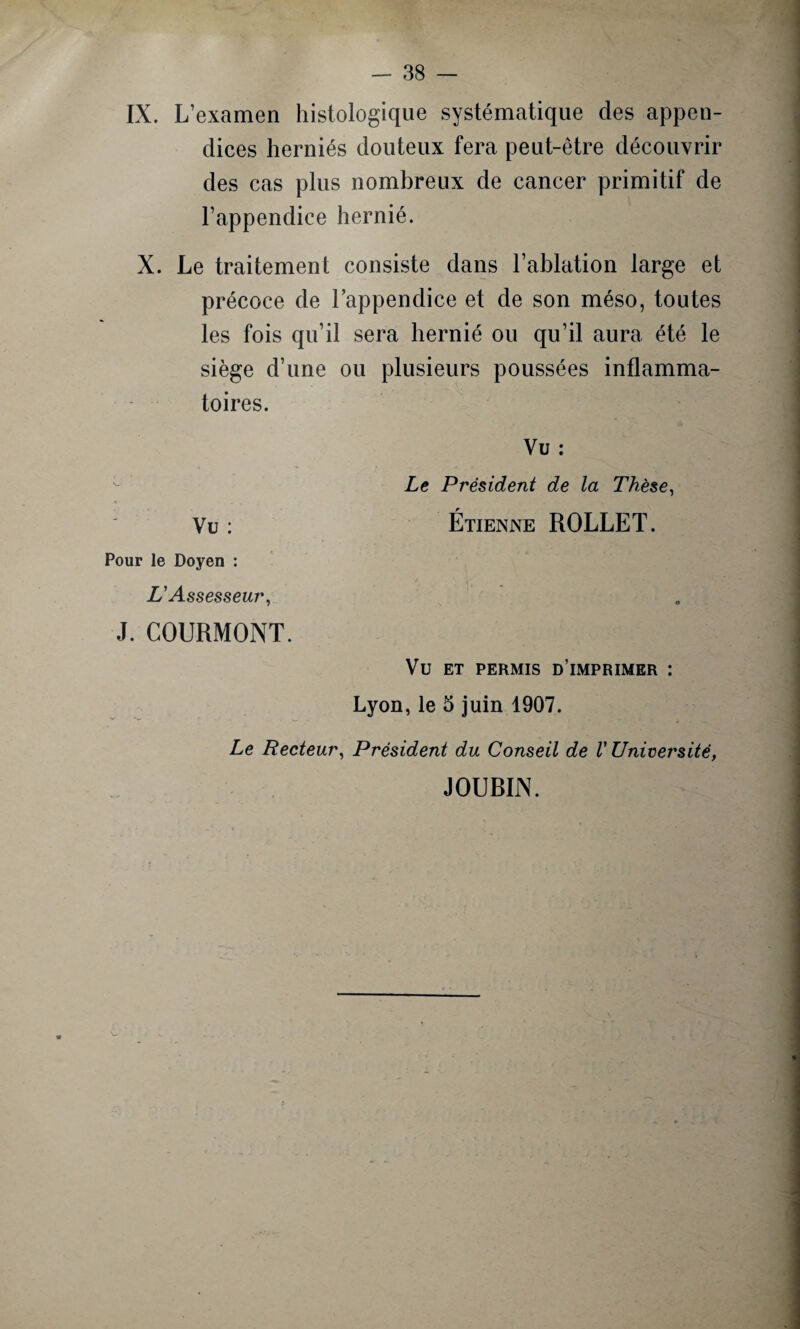 — 38 —
IX. L'examen histologique systématique des appen-
dices herniés douteux fera peut-être découvrir
des cas plus nombreux de cancer primitif de
l'appendice hernié.
X. Le traitement consiste dans l'ablation large et
précoce de l'appendice et de son méso, toutes
les fois qu'il sera hernié ou qu'il aura été le
siège d'une ou plusieurs poussées inflamma-
toires.
Vu :
Le Président de la Thèse,
Étienne ROLLET.
Vu :
Pour le Doyen :
L'Assesseur,
J. COURMONT.
Vu et permis d'imprimer :
Lyon, le 5 juin 1907.
Le Recteur, Président du Conseil de l'Université,
JOUBIN.